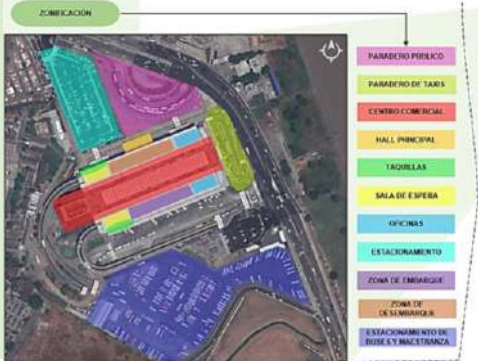 ZONIFICACIÓN
PARADERO PÚBLICO
PARADERO DE TAXIS
CENTRO COMERCIAL
HALL PRINCIPAL
TAQUILLAS
SALA DE ESPERA
OFICINAS
ESTACIONAMIENTO
ZONA DE EMBARQUE
ZONA DE
DESEMBARQUE
ESTACIONAMIENTO DE
BUSES Y MAESTRANZA